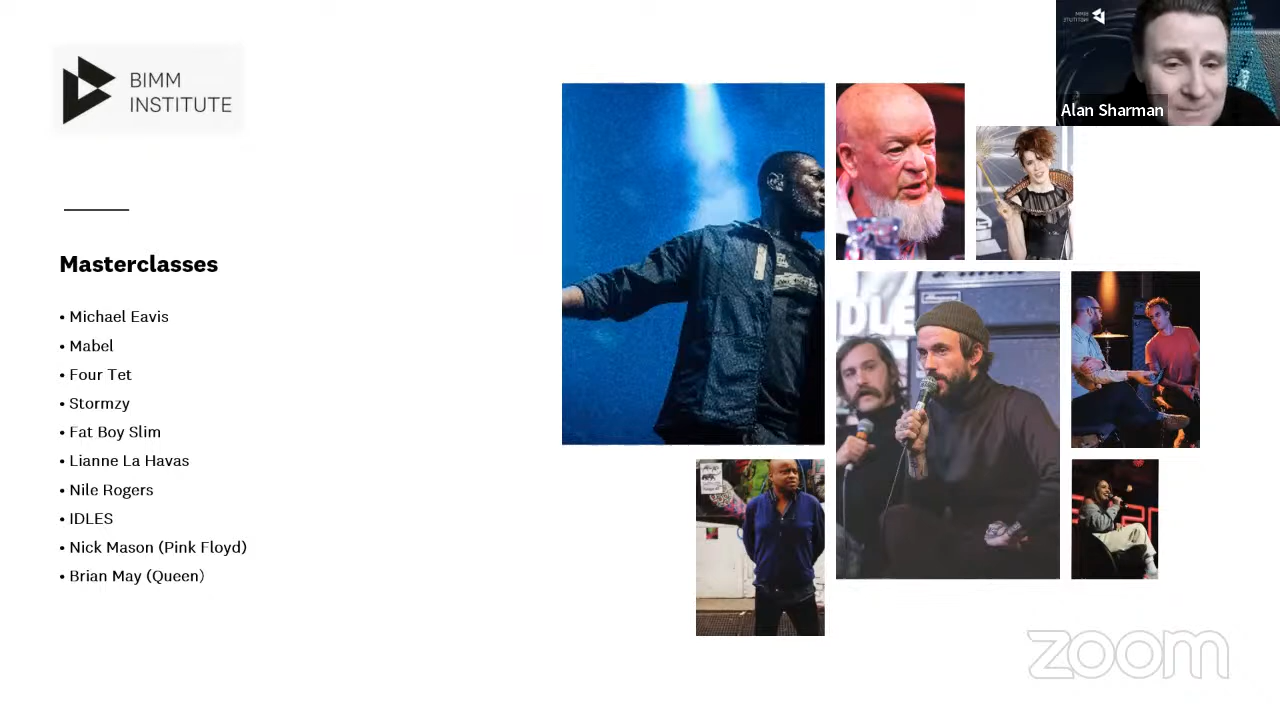 BIMM
INSTITUTE
Masterclasses
• Michael Eavis
• Mabel
• Four Tet
• Stormzy
• Fat Boy Slim
• Lianne La Havas
• Nile Rogers
• IDLES
• Nick Mason (Pink Floyd)
• Brian May (Queen)
Alan Sharman
IDLE
zoom